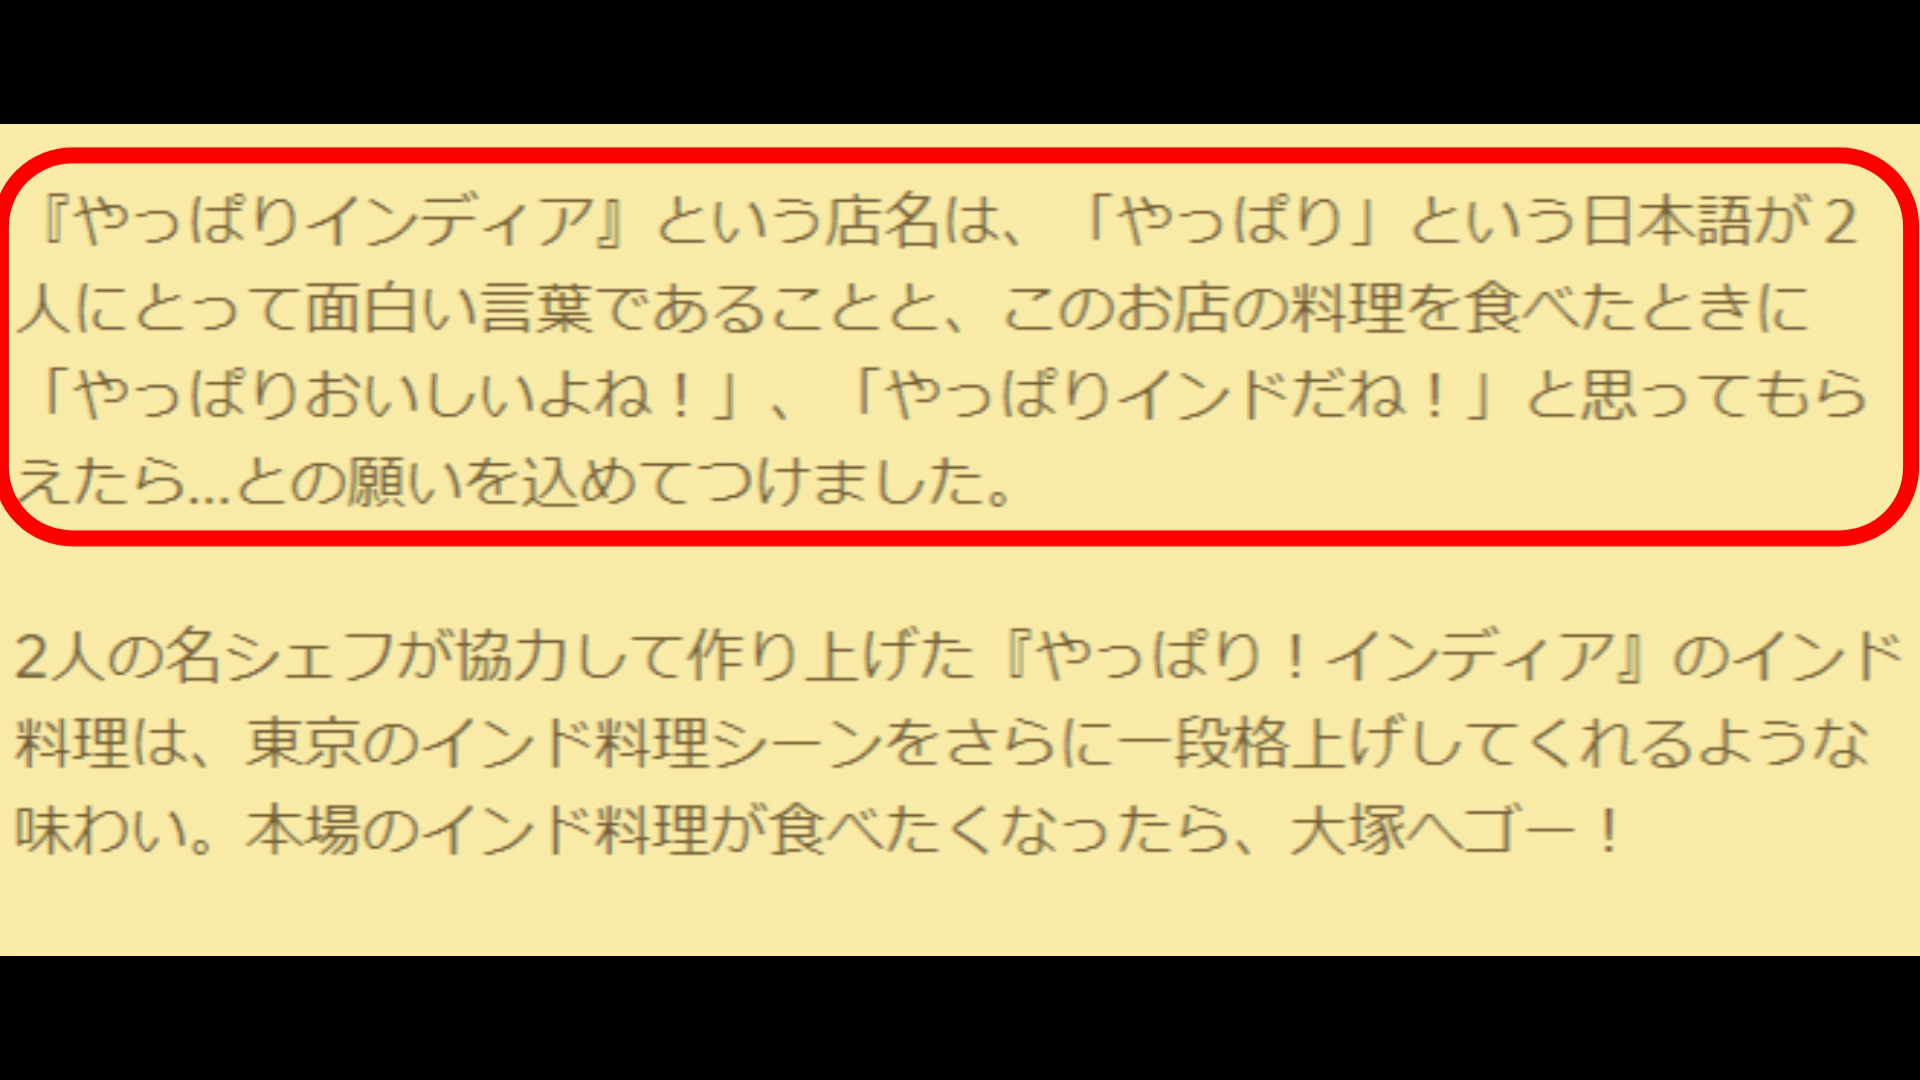 『やっぱりインディア』という店名は、「やっぱり」という日本語が２
人にとって面白い言葉であることと、このお店の料理を食べたときに
「やっぱりおいしいよね！」、「やっぱりインドだね！」と思ってもら
えたら...との願いを込めてつけました。
2人の名シェフが協力して作り上げた『やっぱり！インディア』のインド
料理は、東京のインド料理シーンをさらに一段格上げしてくれるような
味わい。本場のインド料理が食べたくなったら、大塚へゴー！